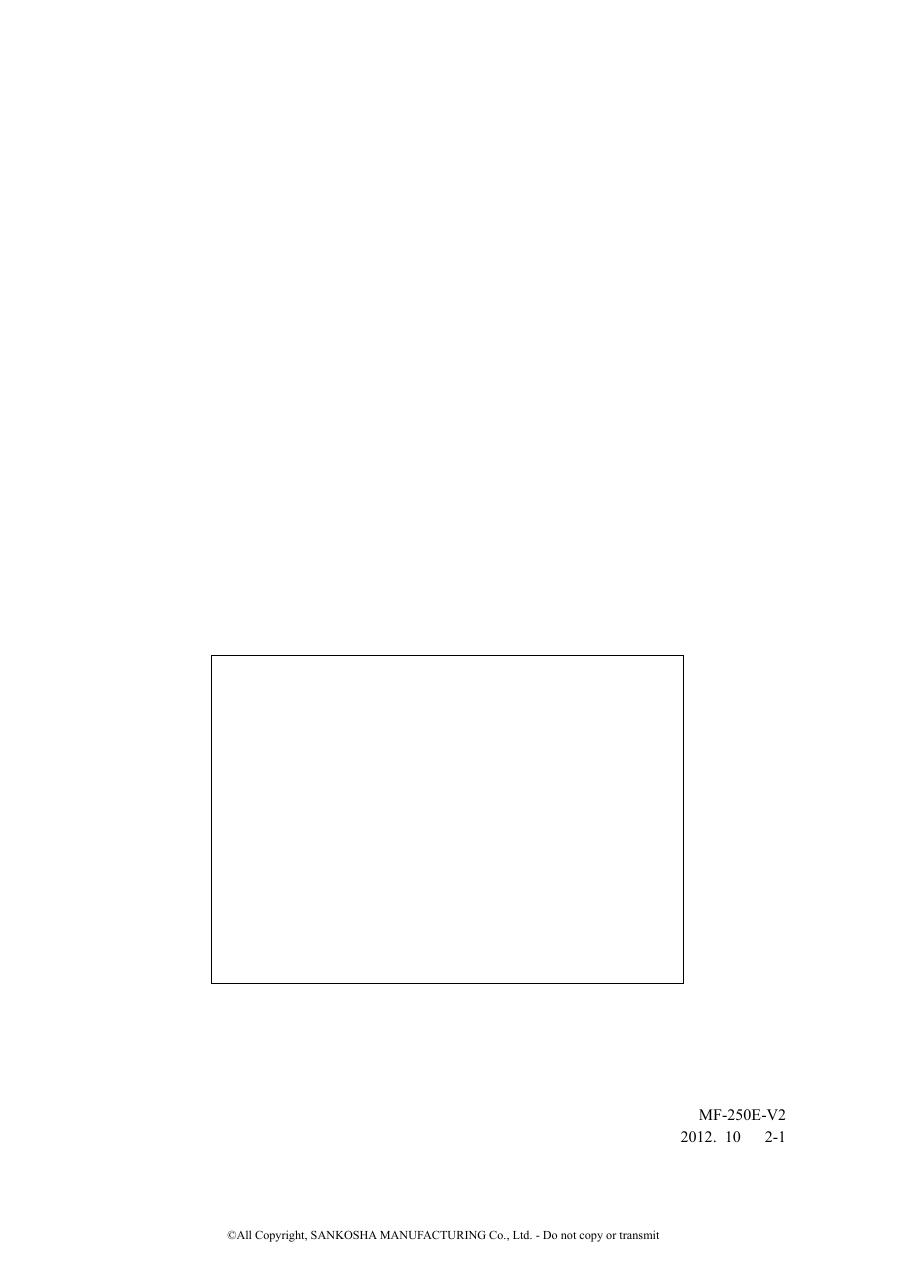 MF-250E-V2
2012. 10 2-1
©All Copyright, SANKOSHA MANUFACTURING Co., Ltd. - Do not copy or transmit